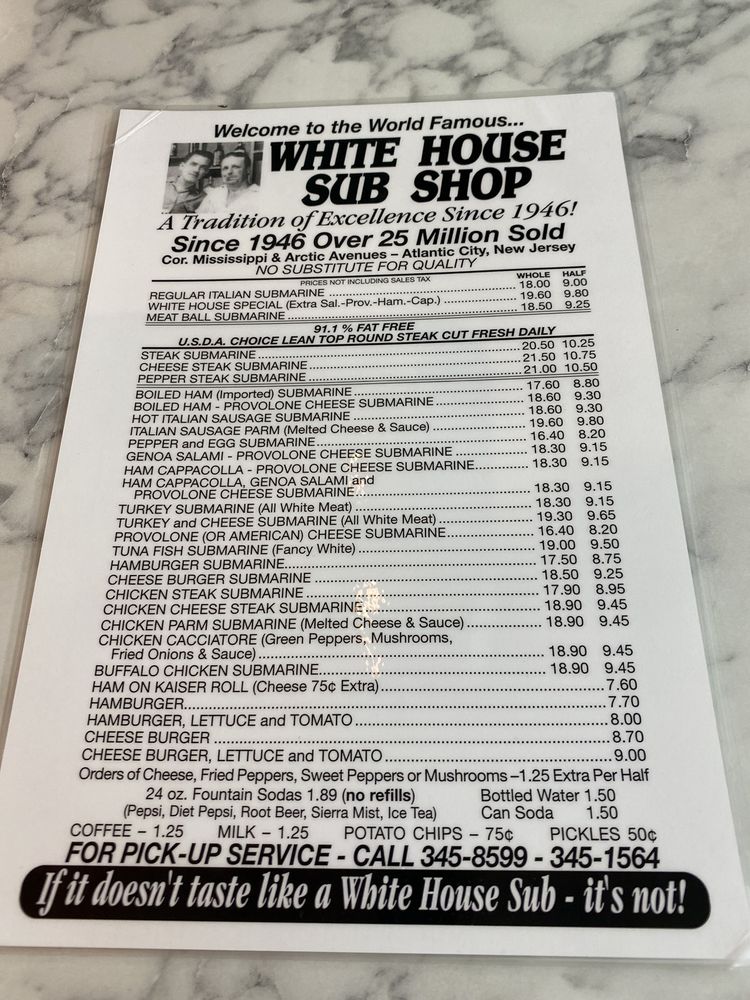 Welcome to the World Famous...
WHITE HOUSE
SUB SHOP
A Tradition of Excellence Since 1946!
Since 1946 Over 25 Million Sold
Cor. Mississippi & Arctic Avenues – Atlantic City, New Jersey
NO SUBSTITUTE FOR QUALITY
PRICES NOT INCLUDING SALES TAX WHOLE HALF
REGULAR ITALIAN SUBMARINE 18.00 9.00
WHITE HOUSE SPECIAL (Extra Sal.-Prov.-Ham.-Cap.) 19.60 9.80
MEAT BALL SUBMARINE 18.50 9.25
91.1 % FAT FREE
U.S.D.A. CHOICE LEAN TOP ROUND STEAK CUT FRESH DAILY
STEAK SUBMARINE 20.50 10.25
CHEESE STEAK SUBMARINE 21.50 10.75
PEPPER STEAK SUBMARINE 21.00 10.50
BOILED HAM (Imported) SUBMARINE 17.60 8.80
BOILED HAM - PROVOLONE CHEESE SUBMARINE 18.60 9.30
HOT ITALIAN SAUSAGE SUBMARINE 18.60 9.30
ITALIAN SAUSAGE PARM (Melted Cheese & Sauce) 19.60 9.80
PEPPER and EGG SUBMARINE 16.40 8.20
GENOA SALAMI - PROVOLONE CHEESE SUBMARINE 18.30 9.15
HAM CAPPACOLLA - PROVOLONE CHEESE SUBMARINE 18.30 9.15
HAM CAPPACOLLA, GENOA SALAMI and
PROVOLONE CHEESE SUBMARINE 18.30 9.15
TURKEY SUBMARINE (All White Meat) 18.30 9.15
TURKEY and CHEESE SUBMARINE (All White Meat) 19.30 9.65
PROVOLONE (OR AMERICAN) CHEESE SUBMARINE 16.40 8.20
TUNA FISH SUBMARINE (Fancy White) 19.00 9.50
HAMBURGER SUBMARINE 17.50 8.75
CHEESE BURGER SUBMARINE 18.50 9.25
CHICKEN STEAK SUBMARINE 17.90 8.95
CHICKEN CHEESE STEAK SUBMARINE 18.90 9.45
CHICKEN PARM SUBMARINE (Melted Cheese & Sauce) 18.90 9.45
CHICKEN CACCIATORE (Green Peppers, Mushrooms,
Fried Onions & Sauce) 18.90 9.45
BUFFALO CHICKEN SUBMARINE 18.90 9.45
HAM ON KAISER ROLL (Cheese 75¢ Extra) 7.60
HAMBURGER 7.70
HAMBURGER, LETTUCE and TOMATO 8.00
CHEESE BURGER 8.70
CHEESE BURGER, LETTUCE and TOMATO 9.00
Orders of Cheese, Fried Peppers, Sweet Peppers or Mushrooms –1.25 Extra Per Half
24 oz. Fountain Sodas 1.89 (no refills) Bottled Water 1.50
(Pepsi, Diet Pepsi, Root Beer, Sierra Mist, Ice Tea) Can Soda 1.50
COFFEE – 1.25 MILK – 1.25 POTATO CHIPS – 75¢ PICKLES 50¢
FOR PICK-UP SERVICE - CALL 345-8599 - 345-1564
If it doesn't taste like a White House Sub - it's not!